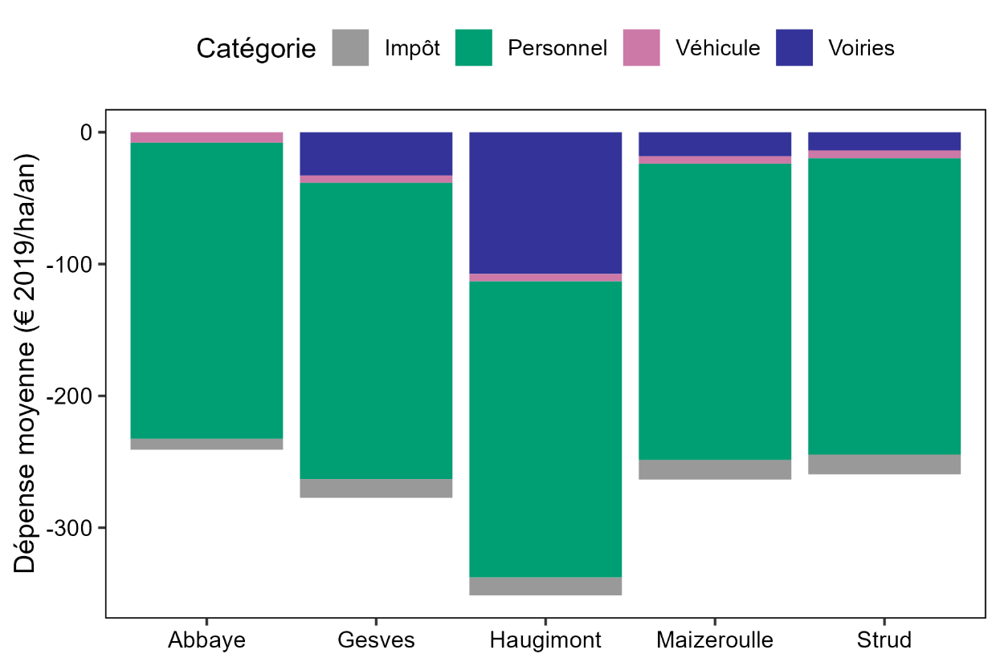 Catégorie Impôt Personnel Véhicule Voiries
Dépense moyenne (€ 2019/ha/an)
0
-100
-200
-300
Abbaye Gesves Haugimont Maizeroulle Strud